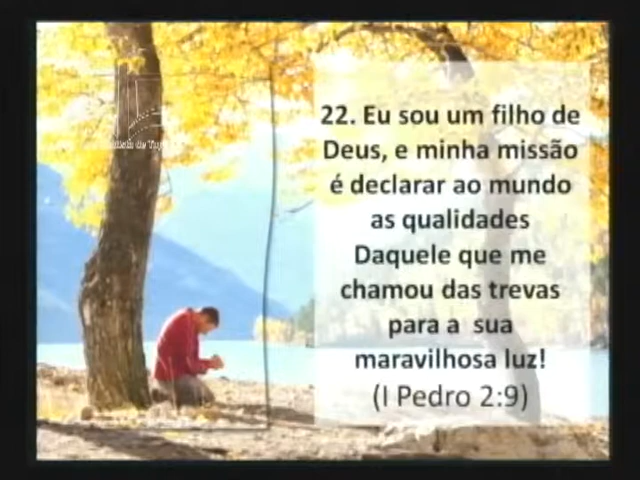 22. Eu sou um filho de
Deus, e minha missão
é declarar ao mundo
as qualidades
Daquele que me
chamou das trevas
para a sua
maravilhosa luz!
(I Pedro 2:9)